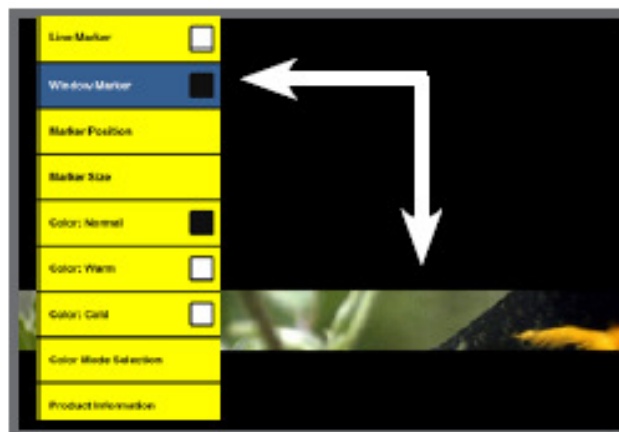 Line Marker
Window Marker
Marker Position
Marker Size
Color: Normal
Color: Warm
Color: Cold
Color Mode Selection
Product Information